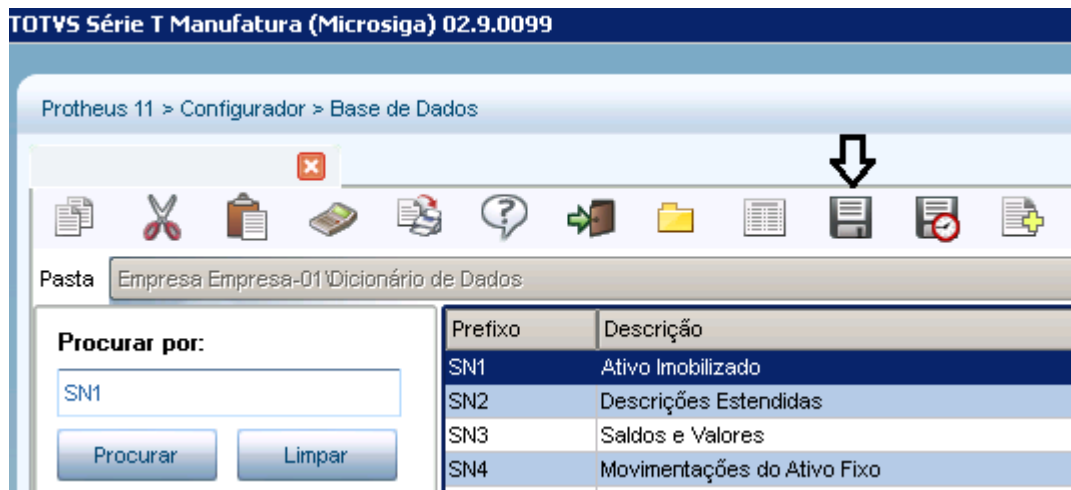 TOTVS Série T Manufatura (Microsiga) 02.9.0099
Protheus 11 > Configurador > Base de Dados
Pasta Empresa Empresa-01\Dicionário de Dados
Procurar por:
SN1
Procurar Limpar
Prefixo Descrição
SN1 Ativo Imobilizado
SN2 Descrições Estendidas
SN3 Saldos e Valores
SN4 Movimentações do Ativo Fixo